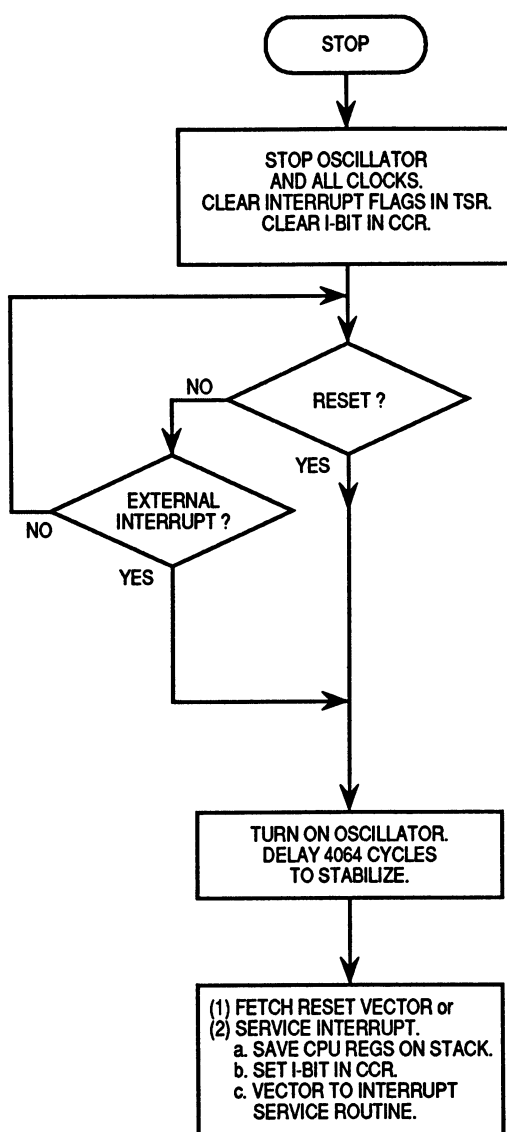 STOP
STOP OSCILLATOR
AND ALL CLOCKS.
CLEAR INTERRUPT FLAGS IN TSR.
CLEAR I-BIT IN CCR.
NO
RESET ?
YES
EXTERNAL
INTERRUPT ?
NO
YES
TURN ON OSCILLATOR.
DELAY 4064 CYCLES
TO STABILIZE.
(1) FETCH RESET VECTOR or
(2) SERVICE INTERRUPT.
a. SAVE CPU REGS ON STACK.
b. SET I-BIT IN CCR.
c. VECTOR TO INTERRUPT
SERVICE ROUTINE.